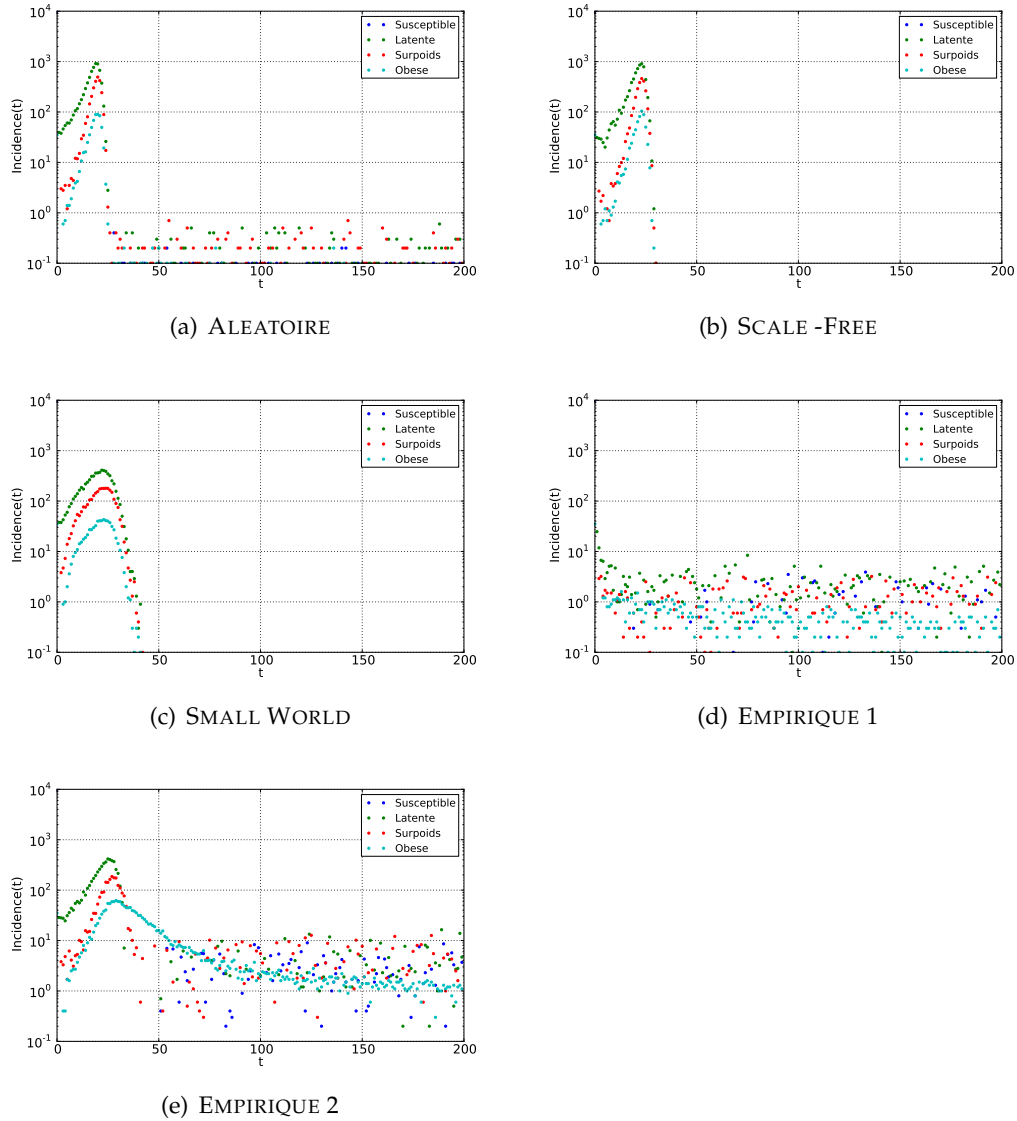 10^4
10^3
10^2
10^1
10^0
10^-1
Incidence(t)
0
50
100
150
200
t
Susceptible
Latente
Surpoids
Obese
(a) ALEATOIRE
10^4
10^3
10^2
10^1
10^0
10^-1
Incidence(t)
0
50
100
150
200
t
Susceptible
Latente
Surpoids
Obese
(b) SCALE -FREE
10^4
10^3
10^2
10^1
10^0
10^-1
Incidence(t)
0
50
100
150
200
t
Susceptible
Latente
Surpoids
Obese
(c) SMALL WORLD
10^4
10^3
10^2
10^1
10^0
10^-1
Incidence(t)
0
50
100
150
200
t
Susceptible
Latente
Surpoids
Obese
(d) EMPIRIQUE 1
10^4
10^3
10^2
10^1
10^0
10^-1
Incidence(t)
0
50
100
150
200
t
Susceptible
Latente
Surpoids
Obese
(e) EMPIRIQUE 2